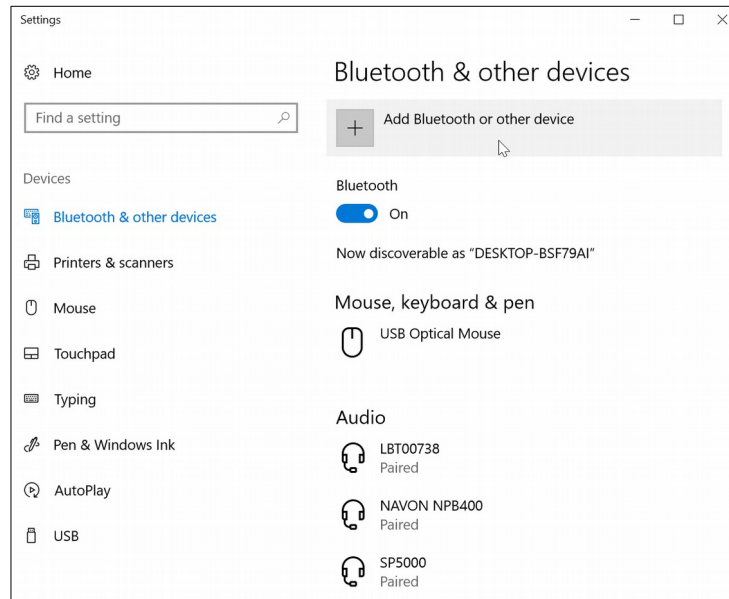 Settings
Home
Find a setting
Devices
Bluetooth & other devices
Printers & scanners
Mouse
Touchpad
Typing
Pen & Windows Ink
AutoPlay
USB
Bluetooth & other devices
Add Bluetooth or other device
Bluetooth
On
Now discoverable as “DESKTOP-BSF79AI”
Mouse, keyboard & pen
USB Optical Mouse
Audio
LBT00738
Paired
NAVON NPB400
Paired
SP5000
Paired